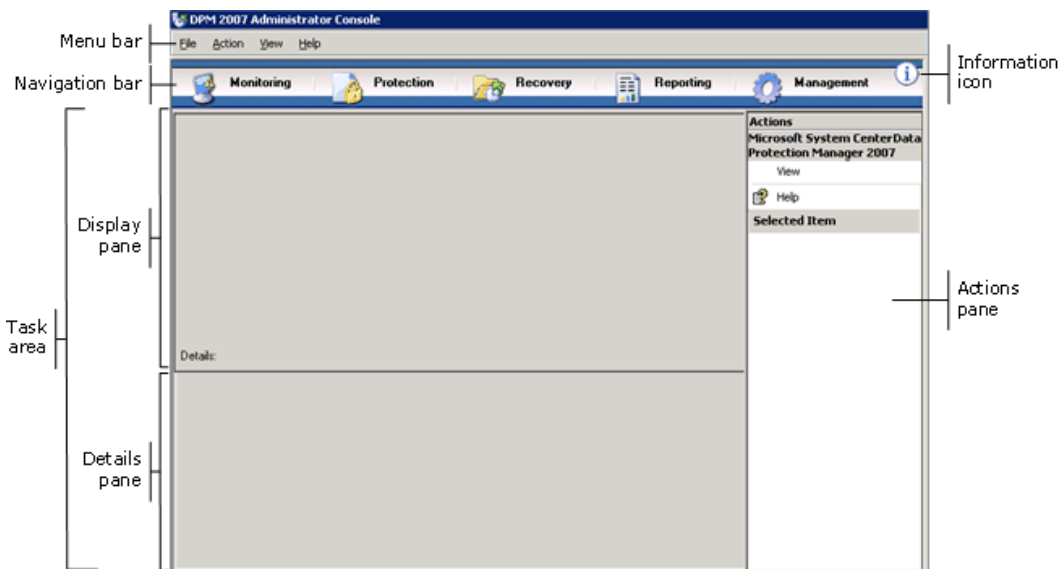 DPM 2007 Administrator Console
Menu bar
File Action View Help
Navigation bar
Monitoring Protection Recovery Reporting Management
Information
icon
Actions
Microsoft System CenterData
Protection Manager 2007
View
Help
Selected Item
Display
pane
Actions
pane
Task
area
Details:
Details
pane